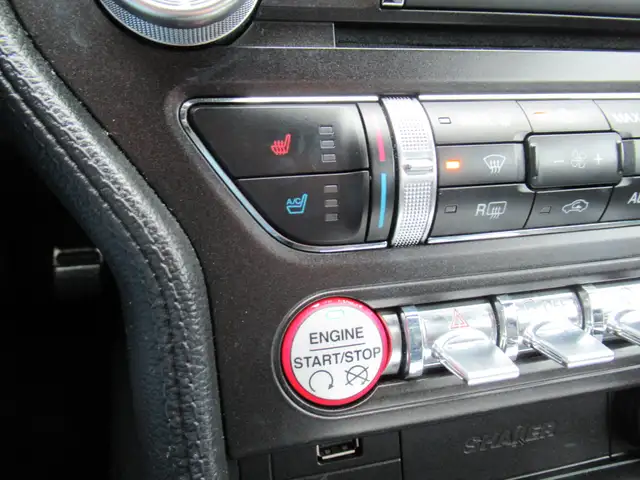 MAX
A/C
R
ENGINE
START/STOP
SHAKER